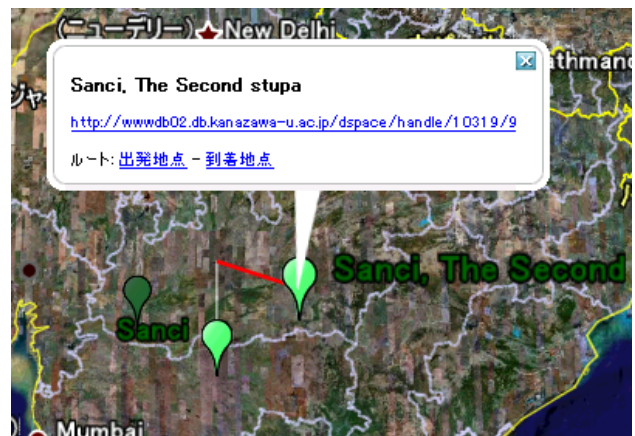 (ニューデリー) New Delhi
athmand
Sanci, The Second stupa
http://wwwdb02.db.kanazawa-u.ac.jp/dspace/handle/10319/9
ルート: 出発地点 - 到着地点
Sanci, The Second
Sanci
Mumbai